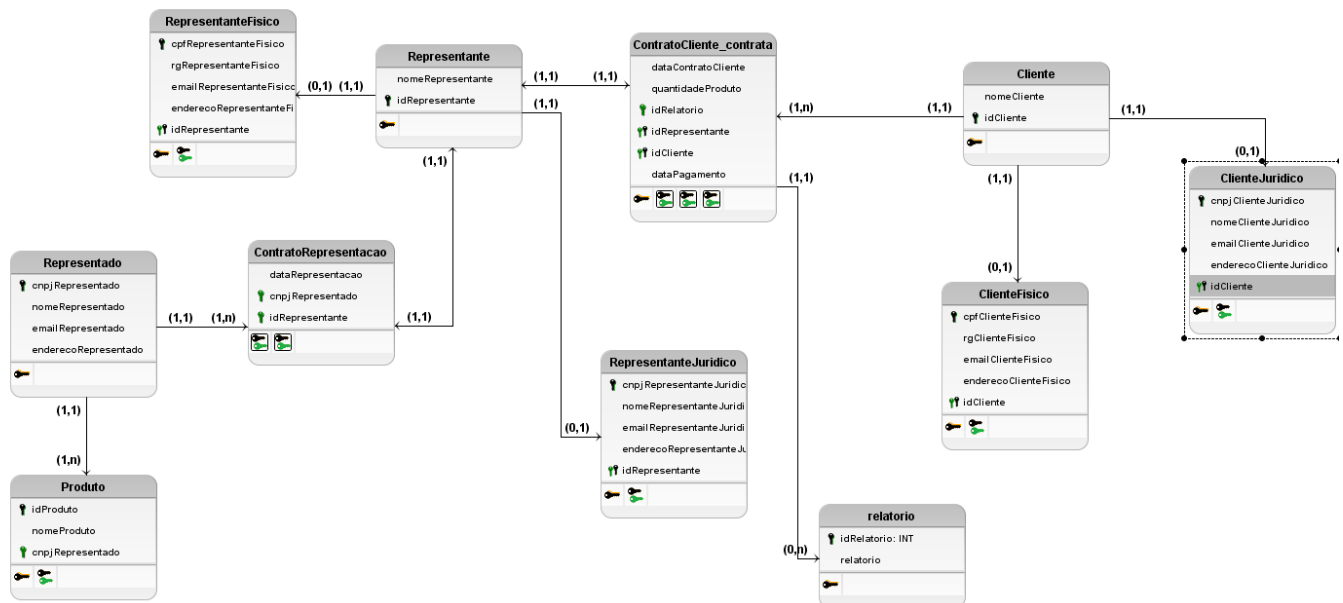 RepresentanteFisico
cpfRepresentanteFisico
rgRepresentanteFisico
emailRepresentanteFisico
enderecoRepresentanteFi
idRepresentante
(0,1) (1,1)
Representante
nomeRepresentante
idRepresentante
(1,1) (1,1)
(1,1)
(1,1)
ContratoCliente_contrata
dataContratoCliente
quantidadeProduto
idRelatorio
idRepresentante
idCliente
dataPagamento
(1,n) (1,1)
(1,1)
Cliente
nomeCliente
idCliente
(1,1)
(1,1)
(0,1)
ClienteJuridico
cnpjClienteJuridico
nomeClienteJuridico
emailClienteJuridico
enderecoClienteJuridico
idCliente
Representado
cnpjRepresentado
nomeRepresentado
emailRepresentado
enderecoRepresentado
(1,1) (1,n)
(1,1)
(1,n)
ContratoRepresentacao
dataRepresentacao
cnpjRepresentado
idRepresentante
(1,1)
(0,1)
ClienteFisico
cpfClienteFisico
rgClienteFisico
emailClienteFisico
enderecoClienteFisico
idCliente
(0,1)
RepresentanteJuridico
cnpjRepresentanteJuridic
nomeRepresentanteJuridi
emailRepresentanteJuridi
enderecoRepresentanteJu
idRepresentante
Produto
idProduto
nomeProduto
cnpjRepresentado
(0,n)
relatorio
idRelatorio: INT
relatorio